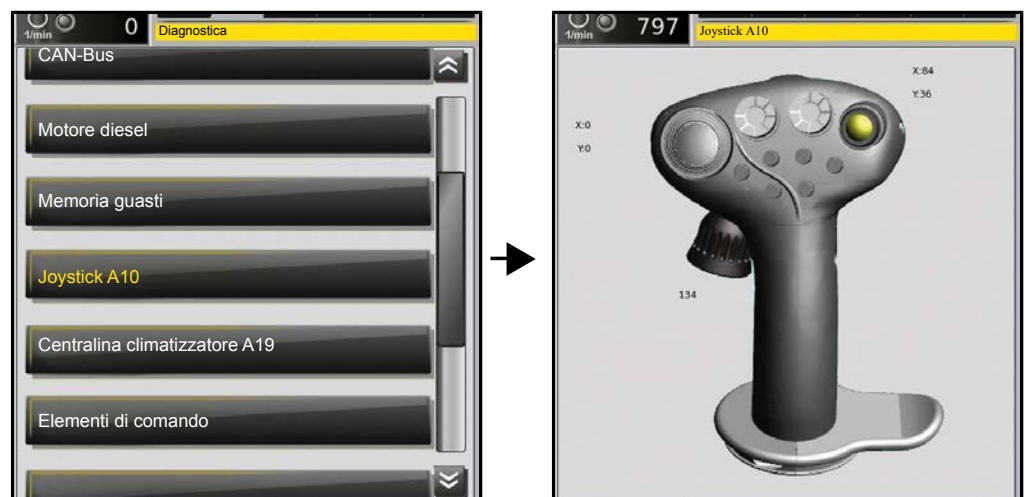 1/min
0
Diagnostica
CAN-Bus
Motore diesel
Memoria guasti
Joystick A10
Centralina climatizzatore A19
Elementi di comando
1/min
797
Joystick A10
X:84
Y:36
X:0
Y:0
134